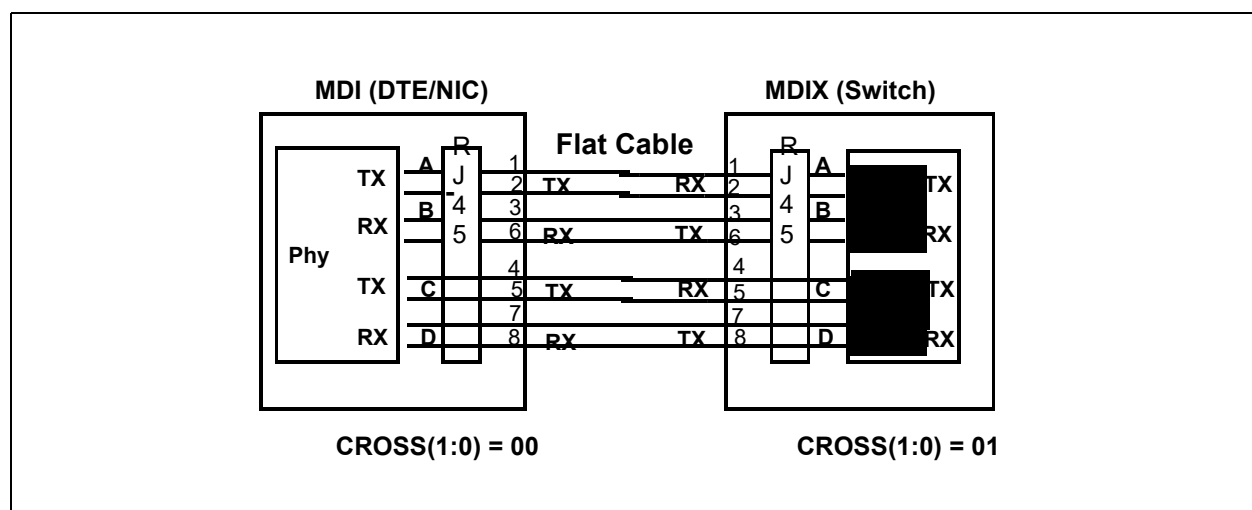 MDI (DTE/NIC)
MDIX (Switch)
Flat Cable
Phy
TX
RX
TX
RX
A
B
C
D
R
J
4
5
1
2
3
6
4
5
7
8
TX
RX
TX
RX
RX
TX
RX
TX
1
2
3
6
4
5
7
8
R
J
4
5
A
B
C
D
TX
RX
TX
RX
CROSS(1:0) = 00
CROSS(1:0) = 01